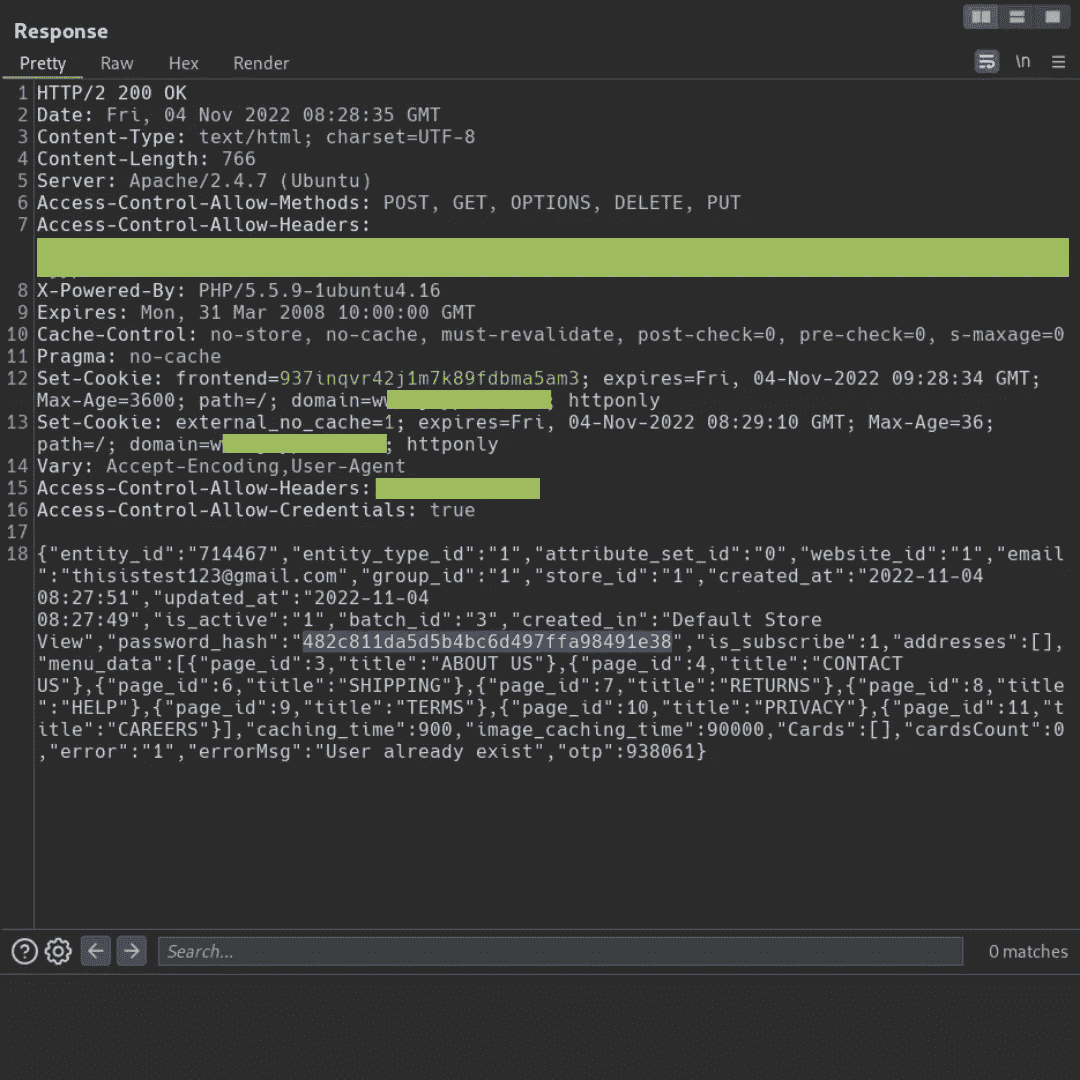 Response
Pretty Raw Hex Render
\n
1 HTTP/2 200 OK
2 Date: Fri, 04 Nov 2022 08:28:35 GMT
3 Content-Type: text/html; charset=UTF-8
4 Content-Length: 766
5 Server: Apache/2.4.7 (Ubuntu)
6 Access-Control-Allow-Methods: POST, GET, OPTIONS, DELETE, PUT
7 Access-Control-Allow-Headers:
8 X-Powered-By: PHP/5.5.9-1ubuntu4.16
9 Expires: Mon, 31 Mar 2008 10:00:00 GMT
10 Cache-Control: no-store, no-cache, must-revalidate, post-check=0, pre-check=0, s-maxage=0
11 Pragma: no-cache
12 Set-Cookie: frontend=937inqvr42j1m7k89fdbma5am3; expires=Fri, 04-Nov-2022 09:28:34 GMT;
Max-Age=3600; path=/; domain=w ; httponly
13 Set-Cookie: external_no_cache=1; expires=Fri, 04-Nov-2022 08:29:10 GMT; Max-Age=36;
path=/; domain=w ; httponly
14 Vary: Accept-Encoding,User-Agent
15 Access-Control-Allow-Headers:
16 Access-Control-Allow-Credentials: true
17
18 {"entity_id":"714467","entity_type_id":"1","attribute_set_id":"0","website_id":"1","email
":"thisistest123@gmail.com","group_id":"1","store_id":"1","created_at":"2022-11-04
08:27:51","updated_at":"2022-11-04
08:27:49","is_active":"1","batch_id":"3","created_in":"Default Store
View","password_hash":"482c811da5d5b4bc6d497ffa98491e38","is_subscribe":1,"addresses":[],
"menu_data":[{"page_id":3,"title":"ABOUT US"},{"page_id":4,"title":"CONTACT
US"},{"page_id":6,"title":"SHIPPING"},{"page_id":7,"title":"RETURNS"},{"page_id":8,"title
":"HELP"},{"page_id":9,"title":"TERMS"},{"page_id":10,"title":"PRIVACY"},{"page_id":11,"t
itle":"CAREERS"}],"caching_time":900,"image_caching_time":90000,"Cards":[],"cardsCount":0
,"error":"1","errorMsg":"User already exist","otp":938061}
Search...
0 matches